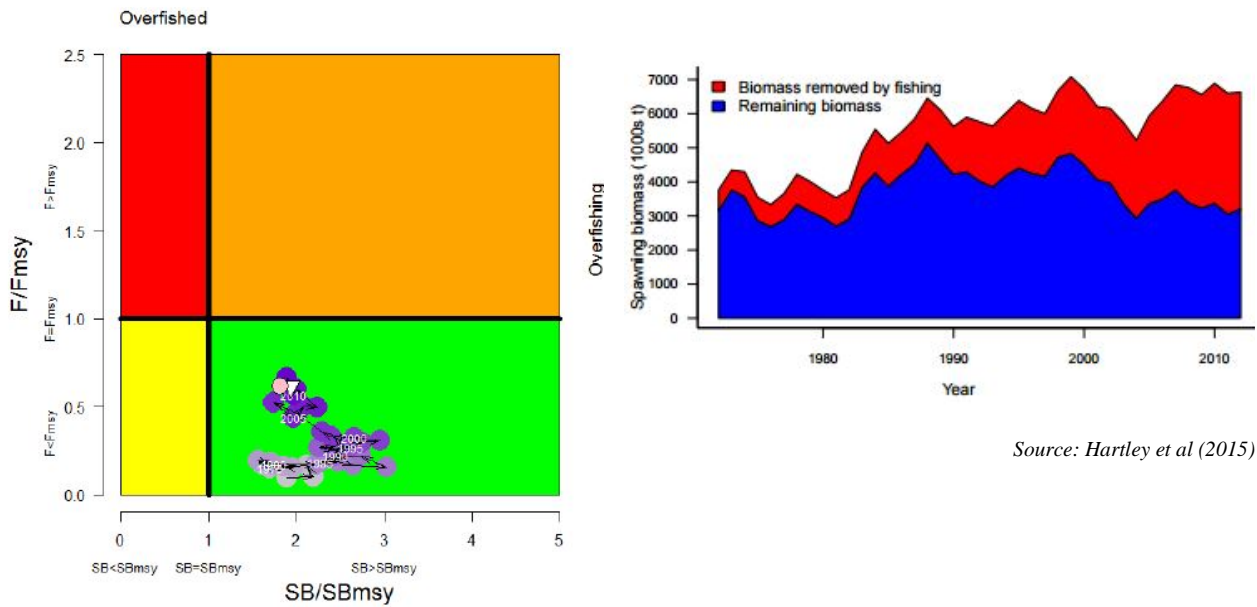 Overfished
2.5
2.0
1.5
1.0
0.5
0.0
F/Fmsy
F>Fmsy
F=Fmsy
F<Fmsy
2010
2005
2000
1995
1990
1985
0 1 2 3 4 5
SB<SBmsy SB=SBmsy SB>SBmsy
SB/SBmsy
Overfishing
Biomass removed by fishing
Remaining biomass
7000
6000
5000
4000
3000
2000
1000
0
Spawning biomass (1000s t)
1980 1990 2000 2010
Year
Source: Hartley et al (2015)